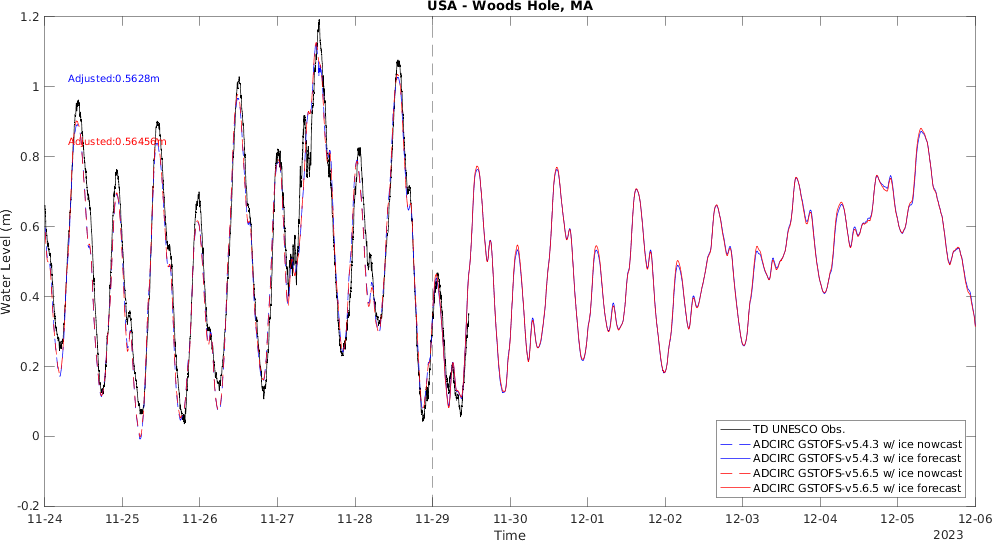 USA - Woods Hole, MA
1.2
1
0.8
0.6
0.4
0.2
0
-0.2
Water Level (m)
Adjusted:0.5628m
Adjusted:0.56456m
TD UNESCO Obs.
ADCIRC GSTOFS-v5.4.3 w/ ice nowcast
ADCIRC GSTOFS-v5.4.3 w/ ice forecast
ADCIRC GSTOFS-v5.6.5 w/ ice nowcast
ADCIRC GSTOFS-v5.6.5 w/ ice forecast
11-24 11-25 11-26 11-27 11-28 11-29 11-30 12-01 12-02 12-03 12-04 12-05 12-06
Time
2023